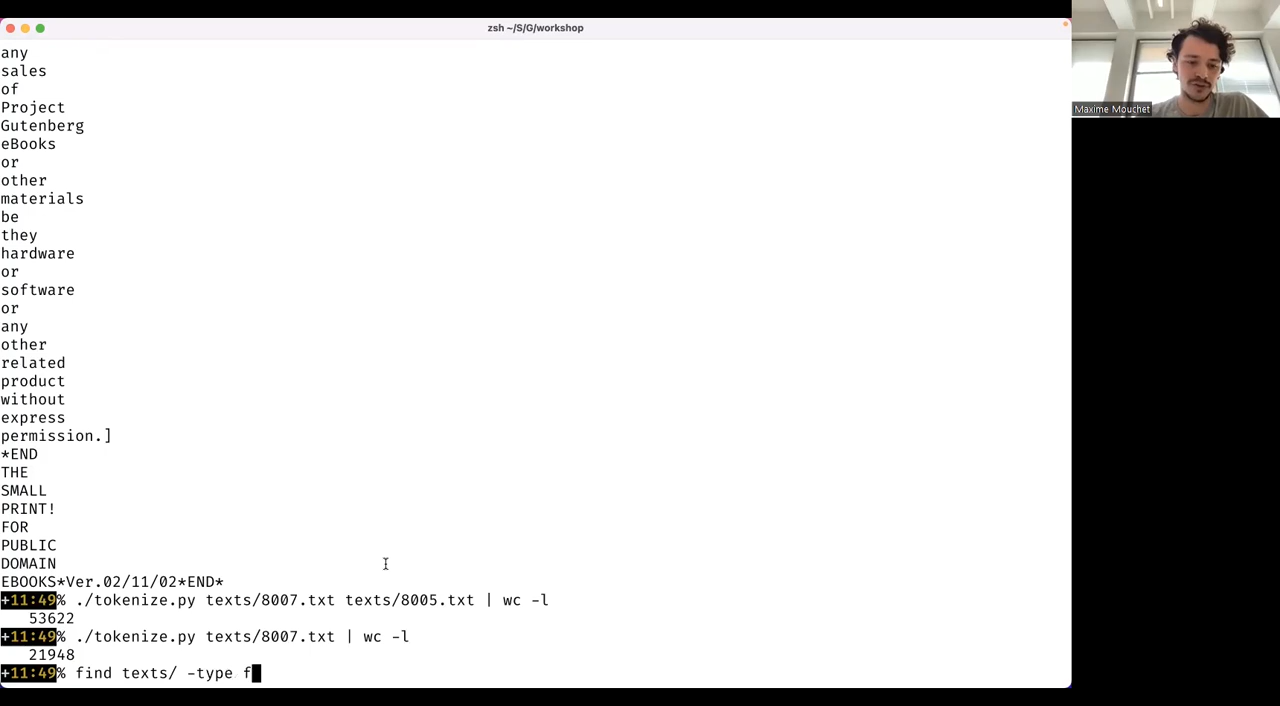 zsh ~/S/G/workshop
any
sales
of
Project
Gutenberg
eBooks
or
other
materials
be
they
hardware
or
software
or
any
other
related
product
without
express
permission.]
*END
THE
SMALL
PRINT!
FOR
PUBLIC
DOMAIN
EBOOKS*Ver.02/11/02*END*
+11:49% ./tokenize.py texts/8007.txt texts/8005.txt | wc -l
53622
+11:49% ./tokenize.py texts/8007.txt | wc -l
21948
+11:49% find texts/ -type f
Maxime Mouchet